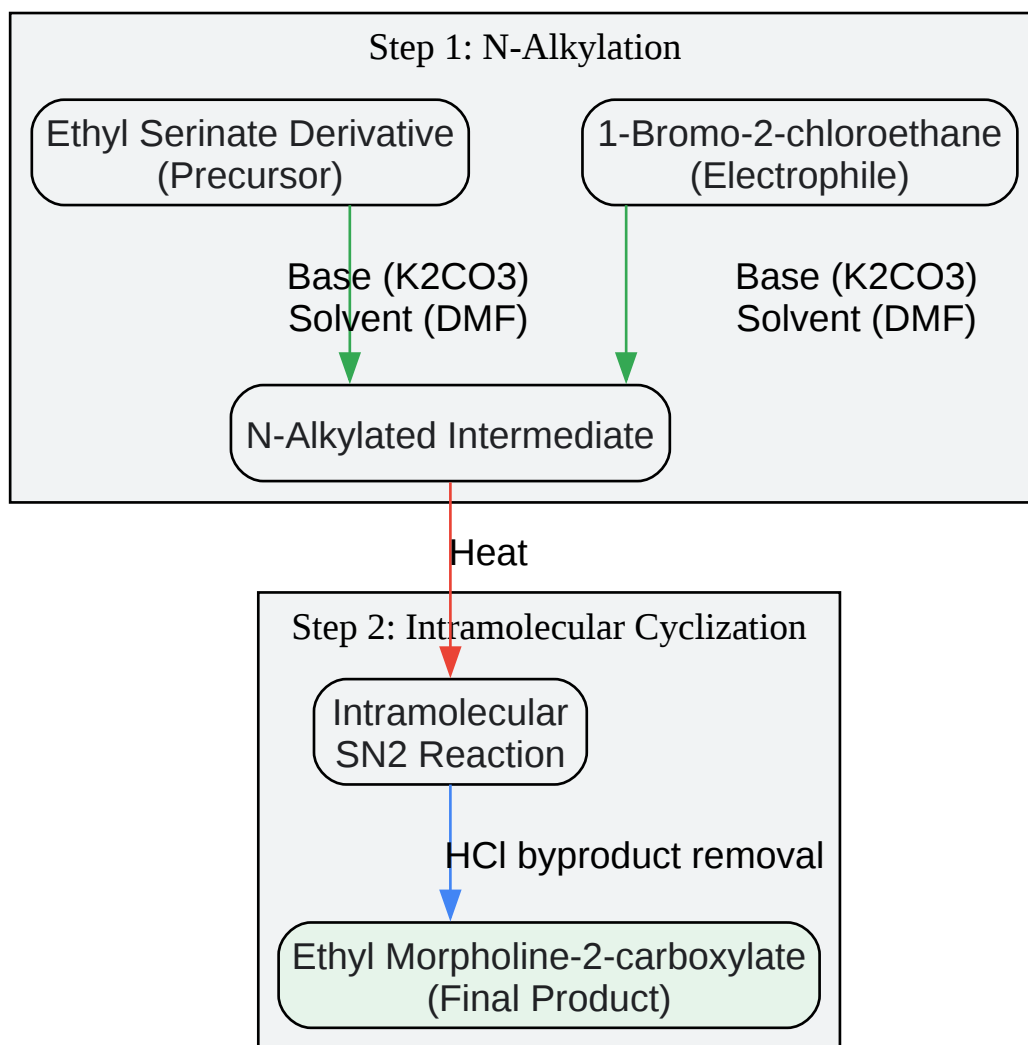 Step 1: N-Alkylation
Ethyl Serinate Derivative
(Precursor)
1-Bromo-2-chloroethane
(Electrophile)
Base (K2CO3)
Solvent (DMF)
Base (K2CO3)
Solvent (DMF)
N-Alkylated Intermediate
Heat
Step 2: Intramolecular Cyclization
Intramolecular
SN2 Reaction
HCl byproduct removal
Ethyl Morpholine-2-carboxylate
(Final Product)